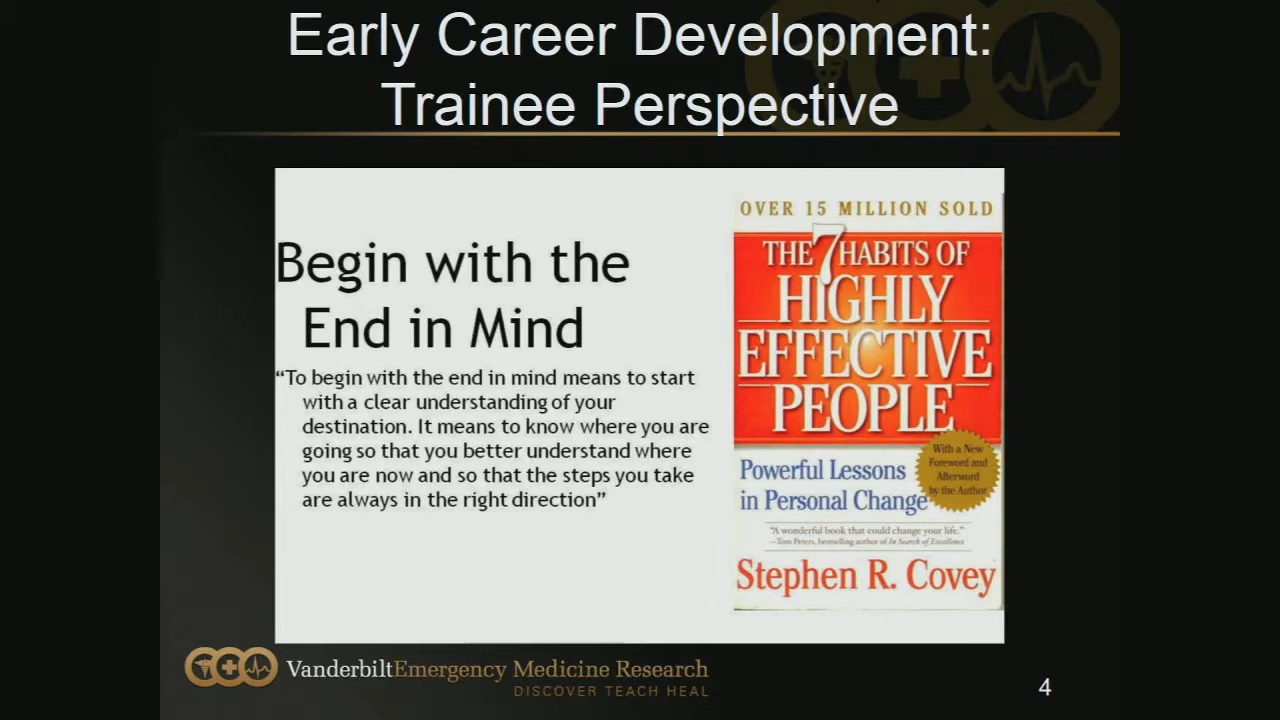 Early Career Development:
Trainee Perspective
Begin with the
End in Mind
“To begin with the end in mind means to start
with a clear understanding of your
destination. It means to know where you are
going so that you better understand where
you are now and so that the steps you take
are always in the right direction”
OVER 15 MILLION SOLD
THE 7 HABITS OF
HIGHLY
EFFECTIVE
PEOPLE
With a New
Foreword and
Afterword
by the Author
Powerful Lessons
in Personal Change
"A wonderful book that could change your life."
—Tom Peters, bestselling author of In Search of Excellence
Stephen R. Covey
VanderbiltEmergency Medicine Research
DISCOVER TEACH HEAL
4